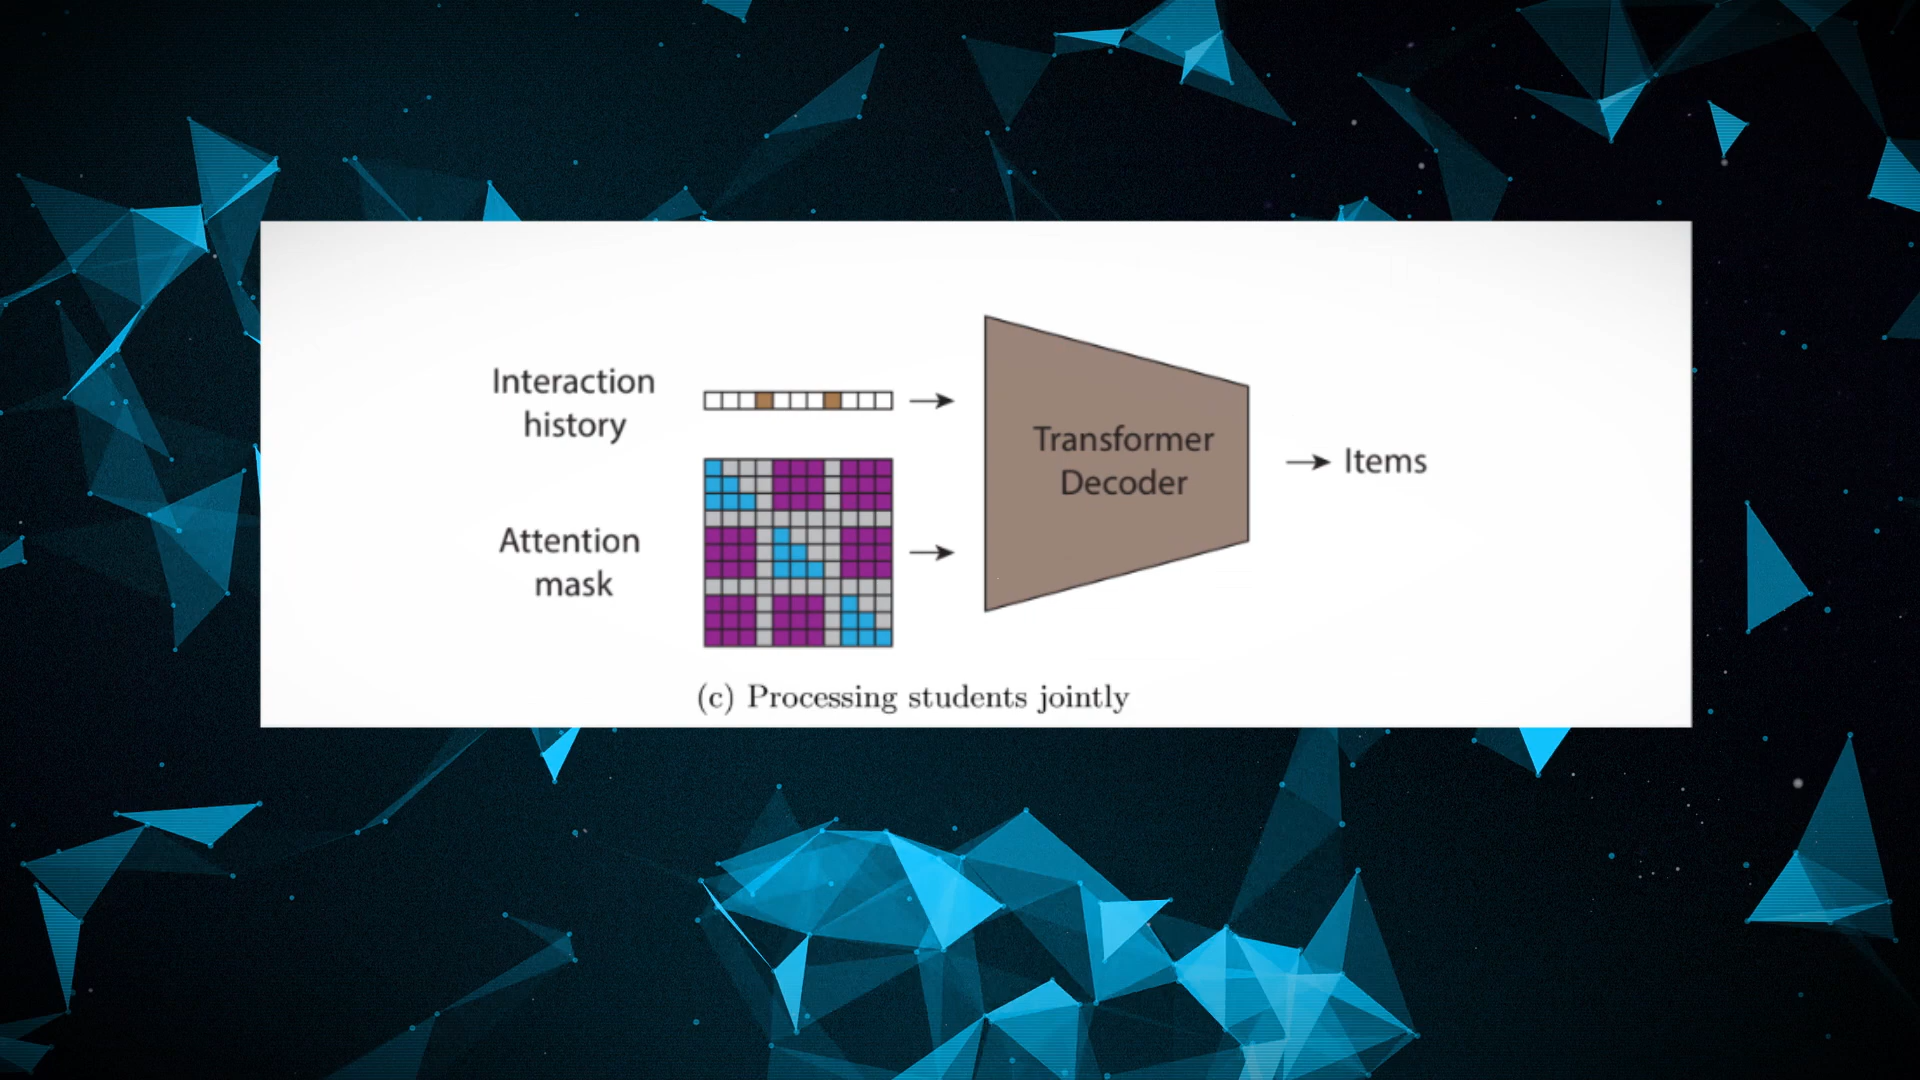 Interaction
history
Attention
mask
Transformer
Decoder
Items
(c) Processing students jointly